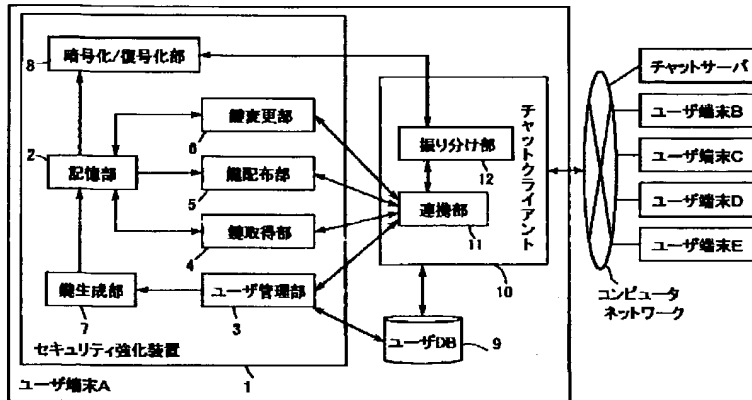 暗号化/復号化部
8
鍵変更部
6
記憶部
2
鍵配布部
5
鍵取得部
4
鍵生成部
7
ユーザ管理部
3
セキュリティ強化装置
1
ユーザ端末A
振り分け部
12
連携部
11
チャットクライアント
10
ユーザDB
9
チャットサーバ
ユーザ端末B
ユーザ端末C
ユーザ端末D
ユーザ端末E
コンピュータ
ネットワーク